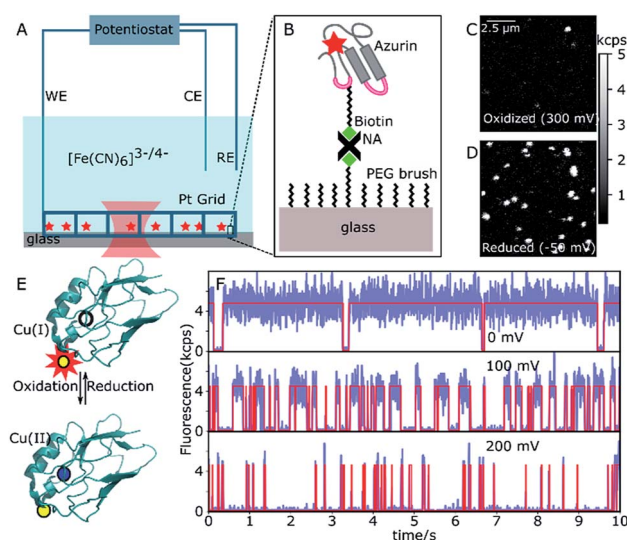 A
Potentiostat
WE
CE
RE
[Fe(CN)6]3-/4-
Pt Grid
glass
B
Azurin
Biotin
NA
PEG brush
glass
C
2.5 µm
Oxidized (300 mV)
D
Reduced (-50 mV)
kcps
5
4
3
2
1
E
Cu(I)
Oxidation
Reduction
Cu(II)
F
Fluorescence(kcps)
4
0
0 mV
4
0
100 mV
4
0
200 mV
0 1 2 3 4 5 6 7 8 9 10
time/s